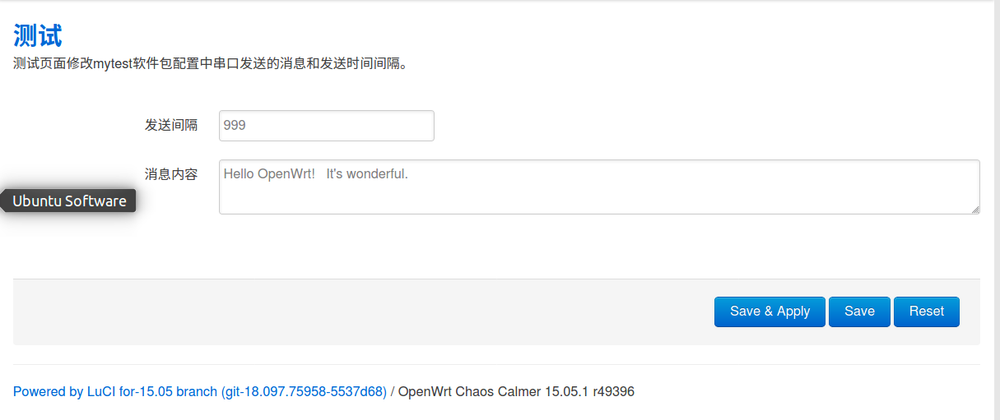 测试
测试页面修改mytest软件包配置中串口发送的消息和发送时间间隔。
发送间隔 999
消息内容 Hello OpenWrt!   It's wonderful.
Ubuntu Software
Save & Apply Save Reset
Powered by LuCI for-15.05 branch (git-18.097.75958-5537d68) / OpenWrt Chaos Calmer 15.05.1 r49396